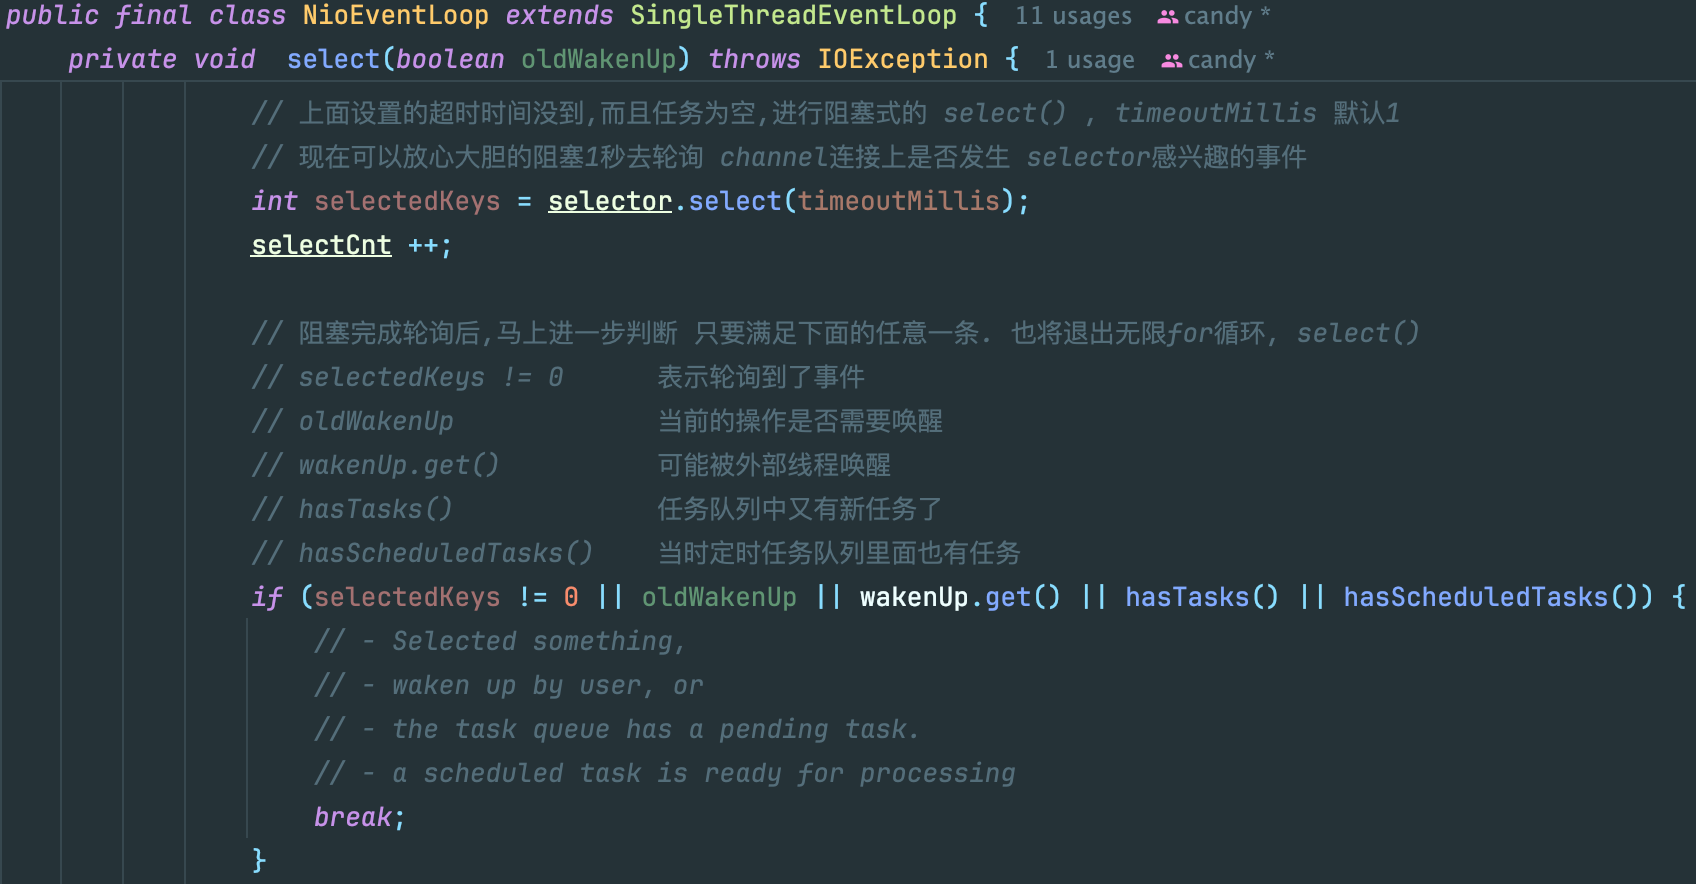 public final class NioEventLoop extends SingleThreadEventLoop { 11 usages candy *
private void select(boolean oldWakenUp) throws IOException { 1 usage candy *
// 上面设置的超时时间没到,而且任务为空,进行阻塞式的 select() , timeoutMillis 默认1
// 现在可以放心大胆的阻塞1秒去轮询 channel连接上是否发生 selector感兴趣的事件
int selectedKeys = selector.select(timeoutMillis);
selectCnt ++;
// 阻塞完成轮询后,马上进一步判断 只要满足下面的任意一条. 也将退出无限for循环, select()
// selectedKeys != 0 表示轮询到了事件
// oldWakenUp 当前的操作是否需要唤醒
// wakenUp.get() 可能被外部线程唤醒
// hasTasks() 任务队列中又有新任务了
// hasScheduledTasks() 当时定时任务队列里面也有任务
if (selectedKeys != 0 || oldWakenUp || wakenUp.get() || hasTasks() || hasScheduledTasks()) {
// - Selected something,
// - waken up by user, or
// - the task queue has a pending task.
// - a scheduled task is ready for processing
break;
}